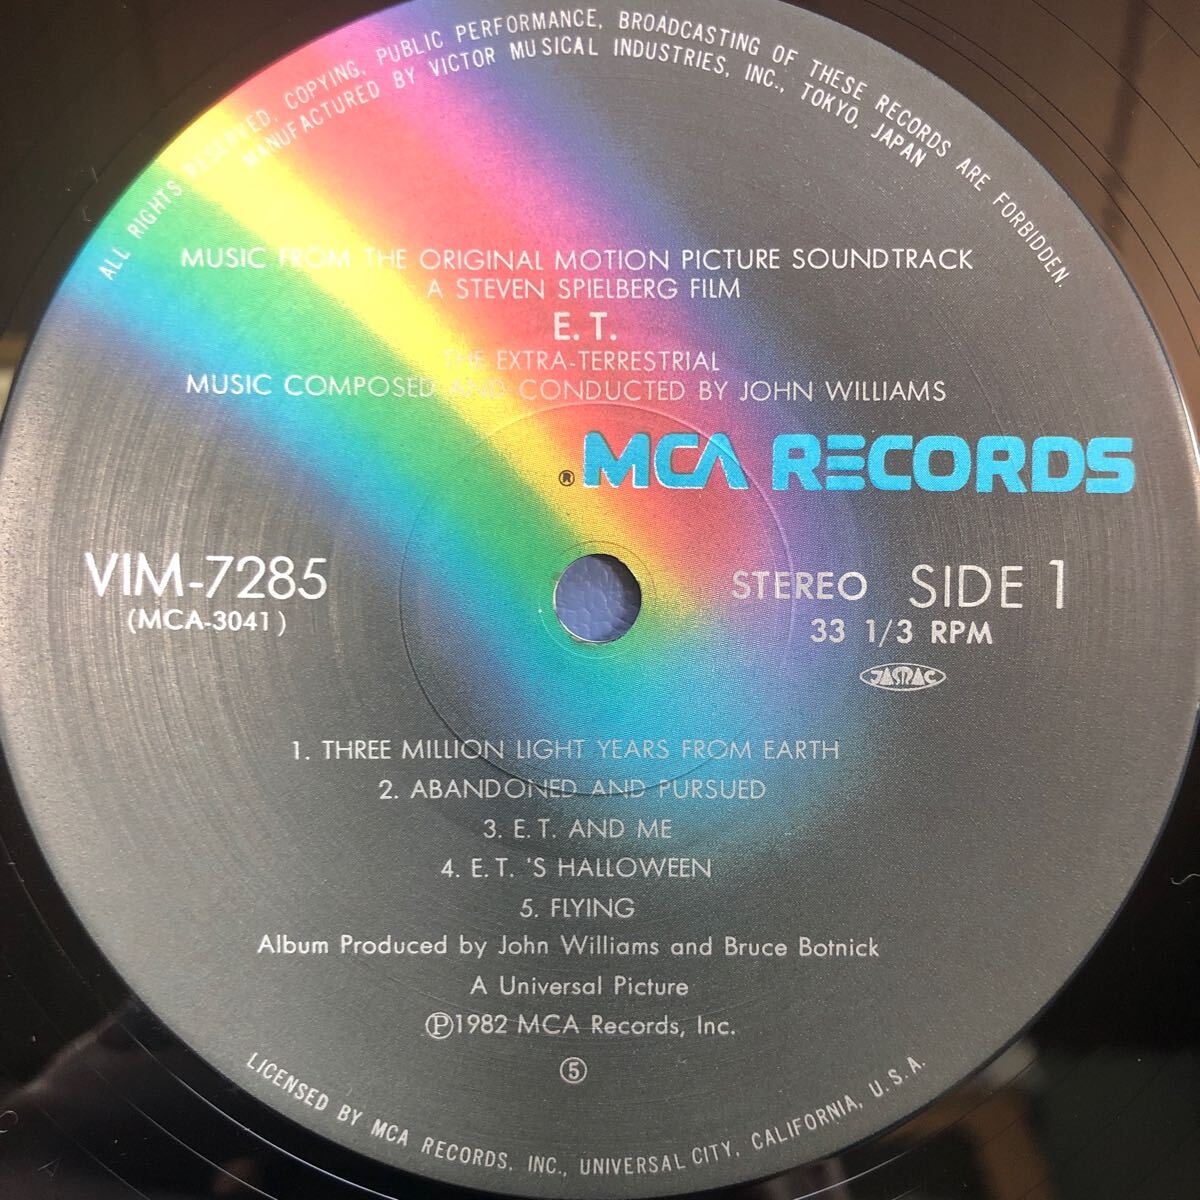 ALL RIGHTS RESERVED. COPYING, PUBLIC PERFORMANCE, BROADCASTING OF THESE RECORDS ARE FORBIDDEN.
MANUFACTURED BY VICTOR MUSICAL INDUSTRIES, INC., TOKYO, JAPAN
MUSIC FROM THE ORIGINAL MOTION PICTURE SOUNDTRACK
A STEVEN SPIELBERG FILM
E. T.
THE EXTRA-TERRESTRIAL
MUSIC COMPOSED AND CONDUCTED BY JOHN WILLIAMS
® MCA RECORDS
VIM-7285
(MCA-3041)
STEREO SIDE 1
33 1/3 RPM
JASRAC
1. THREE MILLION LIGHT YEARS FROM EARTH
2. ABANDONED AND PURSUED
3. E. T. AND ME
4. E. T. 'S HALLOWEEN
5. FLYING
Album Produced by John Williams and Bruce Botnick
A Universal Picture
Ⓟ1982 MCA Records, Inc.
⑤
LICENSED BY MCA RECORDS, INC., UNIVERSAL CITY, CALIFORNIA, U.S.A.